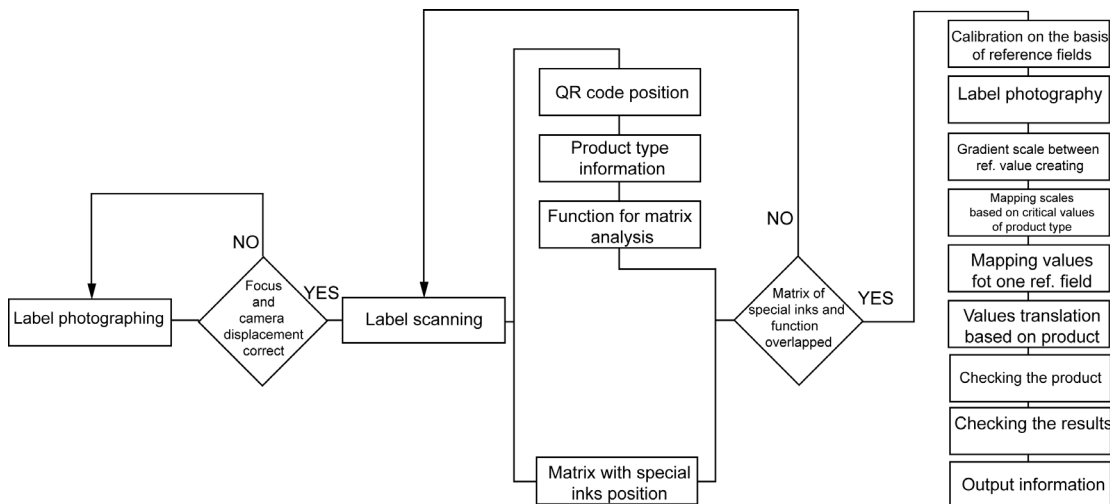 Label photographing
NO
Focus
and
camera
displacement
correct
YES
Label scanning
QR code position
Product type
information
Function for matrix
analysis
Matrix with special
inks position
NO
Matrix of
special inks and
function
overlapped
YES
Calibration on the basis
of reference fields
Label photography
Gradient scale between
ref. value creating
Mapping scales
based on critical values
of product type
Mapping values
fot one ref. field
Values translation
based on product
Checking the product
Checking the results
Output information